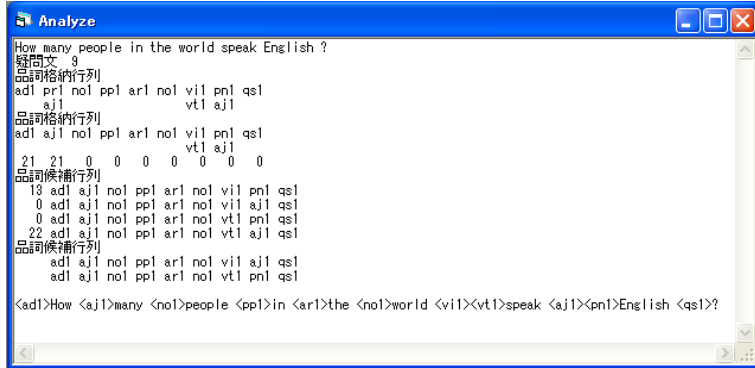 Analyze
How many people in the world speak English ?
疑問文 9
品詞格納行列
ad1 pr1 no1 pp1 ar1 no1 vi1 pn1 qs1
aj1 vt1 aj1
品詞格納行列
ad1 aj1 no1 pp1 ar1 no1 vi1 pn1 qs1
vt1 aj1
21 21 0 0 0 0 0 0 0
品詞候補行列
13 ad1 aj1 no1 pp1 ar1 no1 vi1 pn1 qs1
0 ad1 aj1 no1 pp1 ar1 no1 vi1 aj1 qs1
0 ad1 aj1 no1 pp1 ar1 no1 vt1 pn1 qs1
22 ad1 aj1 no1 pp1 ar1 no1 vt1 aj1 qs1
品詞候補行列
ad1 aj1 no1 pp1 ar1 no1 vi1 aj1 qs1
ad1 aj1 no1 pp1 ar1 no1 vt1 pn1 qs1
<ad1>How <aj1>many <no1>people <pp1>in <ar1>the <no1>world <vi1><vt1>speak <aj1><pn1>English <qs1>?